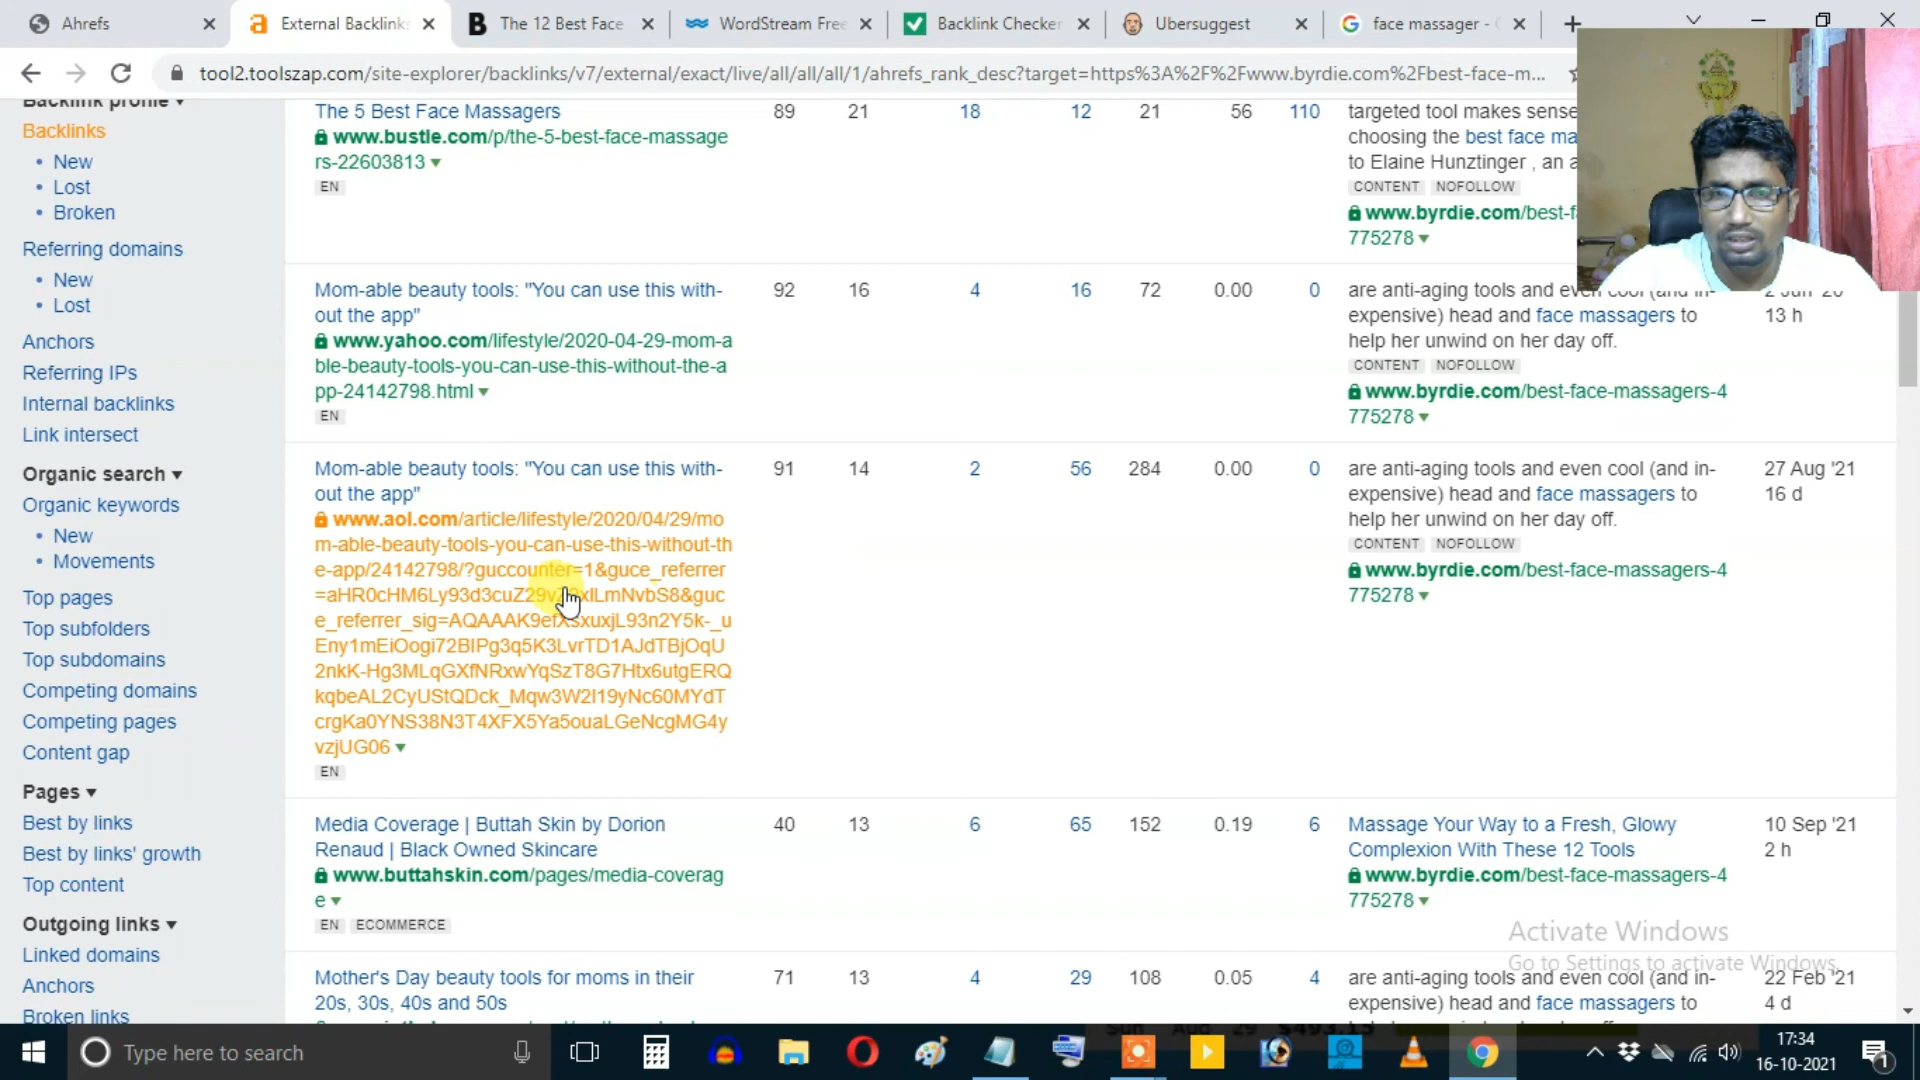 Ahrefs
External Backlinks
The 12 Best Face
WordStream Free
Backlink Checker
Ubersuggest
face massager -
tool2.toolszap.com/site-explorer/backlinks/v7/external/exact/live/all/all/all/1/ahrefs_rank_desc?target=https%3A%2F%2Fwww.byrdie.com%2Fbest-face-m...
Backlink profile
Backlinks
New
Lost
Broken
Referring domains
New
Lost
Anchors
Referring IPs
Internal backlinks
Link intersect
Organic search
Organic keywords
New
Movements
Top pages
Top subfolders
Top subdomains
Competing domains
Competing pages
Content gap
Pages
Best by links
Best by links' growth
Top content
Outgoing links
Linked domains
Anchors
Broken links
The 5 Best Face Massagers
www.bustle.com/p/the-5-best-face-massage
rs-22603813
EN
89 21 18 12 21 56 110
targeted tool makes sense
choosing the best face ma
to Elaine Hunztinger , an a
CONTENT NOFOLLOW
www.byrdie.com/best-f
775278
Mom-able beauty tools: "You can use this with-
out the app"
www.yahoo.com/lifestyle/2020-04-29-mom-a
ble-beauty-tools-you-can-use-this-without-the-a
pp-24142798.html
EN
92 16 4 16 72 0.00 0
are anti-aging tools and even cool (and in-
expensive) head and face massagers to
help her unwind on her day off.
CONTENT NOFOLLOW
www.byrdie.com/best-face-massagers-4
775278
2 Jun '20
13 h
Mom-able beauty tools: "You can use this with-
out the app"
www.aol.com/article/lifestyle/2020/04/29/mo
m-able-beauty-tools-you-can-use-this-without-th
e-app/24142798/?guccounter=1&guce_referrer
EN
91 14 2 56 284 0.00 0
are anti-aging tools and even cool (and in-
expensive) head and face massagers to
help her unwind on her day off.
CONTENT NOFOLLOW
www.byrdie.com/best-face-massagers-4
775278
27 Aug '21
16 d
Media Coverage | Buttah Skin by Dorion
Renaud | Black Owned Skincare
www.buttahskin.com/pages/media-coverag
e
EN ECOMMERCE
40 13 6 65 152 0.19 6
Massage Your Way to a Fresh, Glowy
Complexion With These 12 Tools
www.byrdie.com/best-face-massagers-4
775278
10 Sep '21
2 h
Mother's Day beauty tools for moms in their
20s, 30s, 40s and 50s
71 13 4 29 108 0.05 4
are anti-aging tools and even cool (and in-
expensive) head and face massagers to
22 Feb '21
4 d
Activate Windows
Go to Settings to activate Windows.
Type here to search
17:34
16-10-2021
1